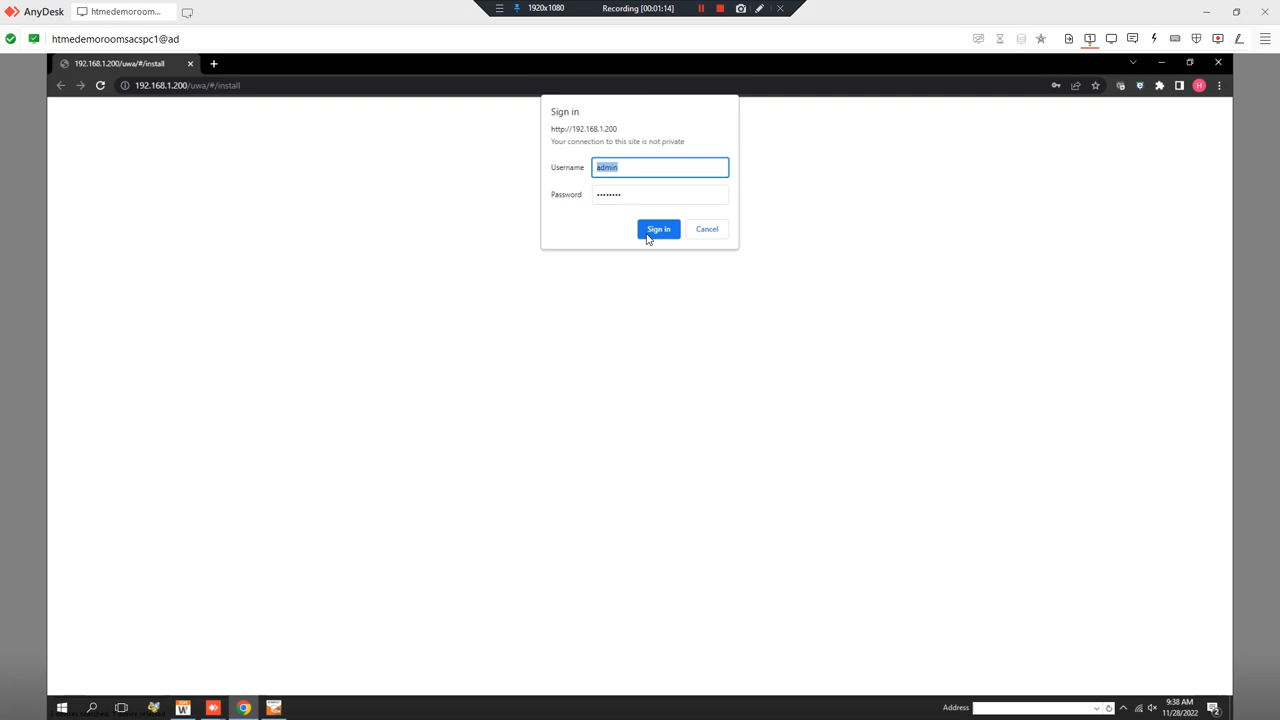 AnyDesk
htmedemoroom...
1920x1080
Recording [00:01:14]
htmedemoroomsacspc1@ad
192.168.1.200/uwa/#/install
192.168.1.200/uwa/#/install
H
Sign in
http://192.168.1.200
Your connection to this site is not private
Username
admin
Password
••••••••
Sign in
Cancel
Address
9:38 AM
11/28/2022
2